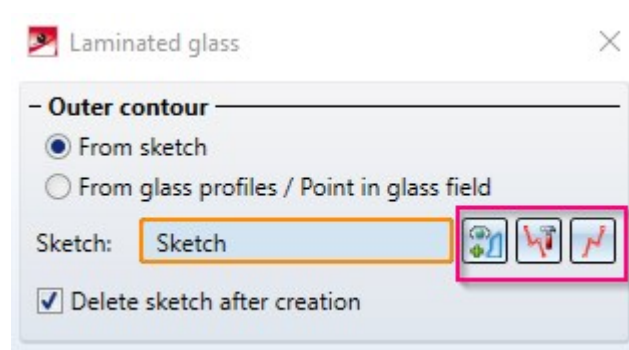 Laminated glass
Outer contour
From sketch
From glass profiles / Point in glass field
Sketch: Sketch
Delete sketch after creation